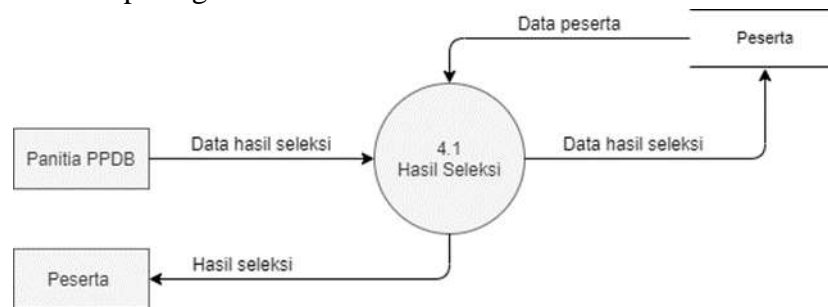 Data peserta
Peserta
Panitia PPDB
Data hasil seleksi
4.1
Hasil Seleksi
Data hasil seleksi
Hasil seleksi
Peserta